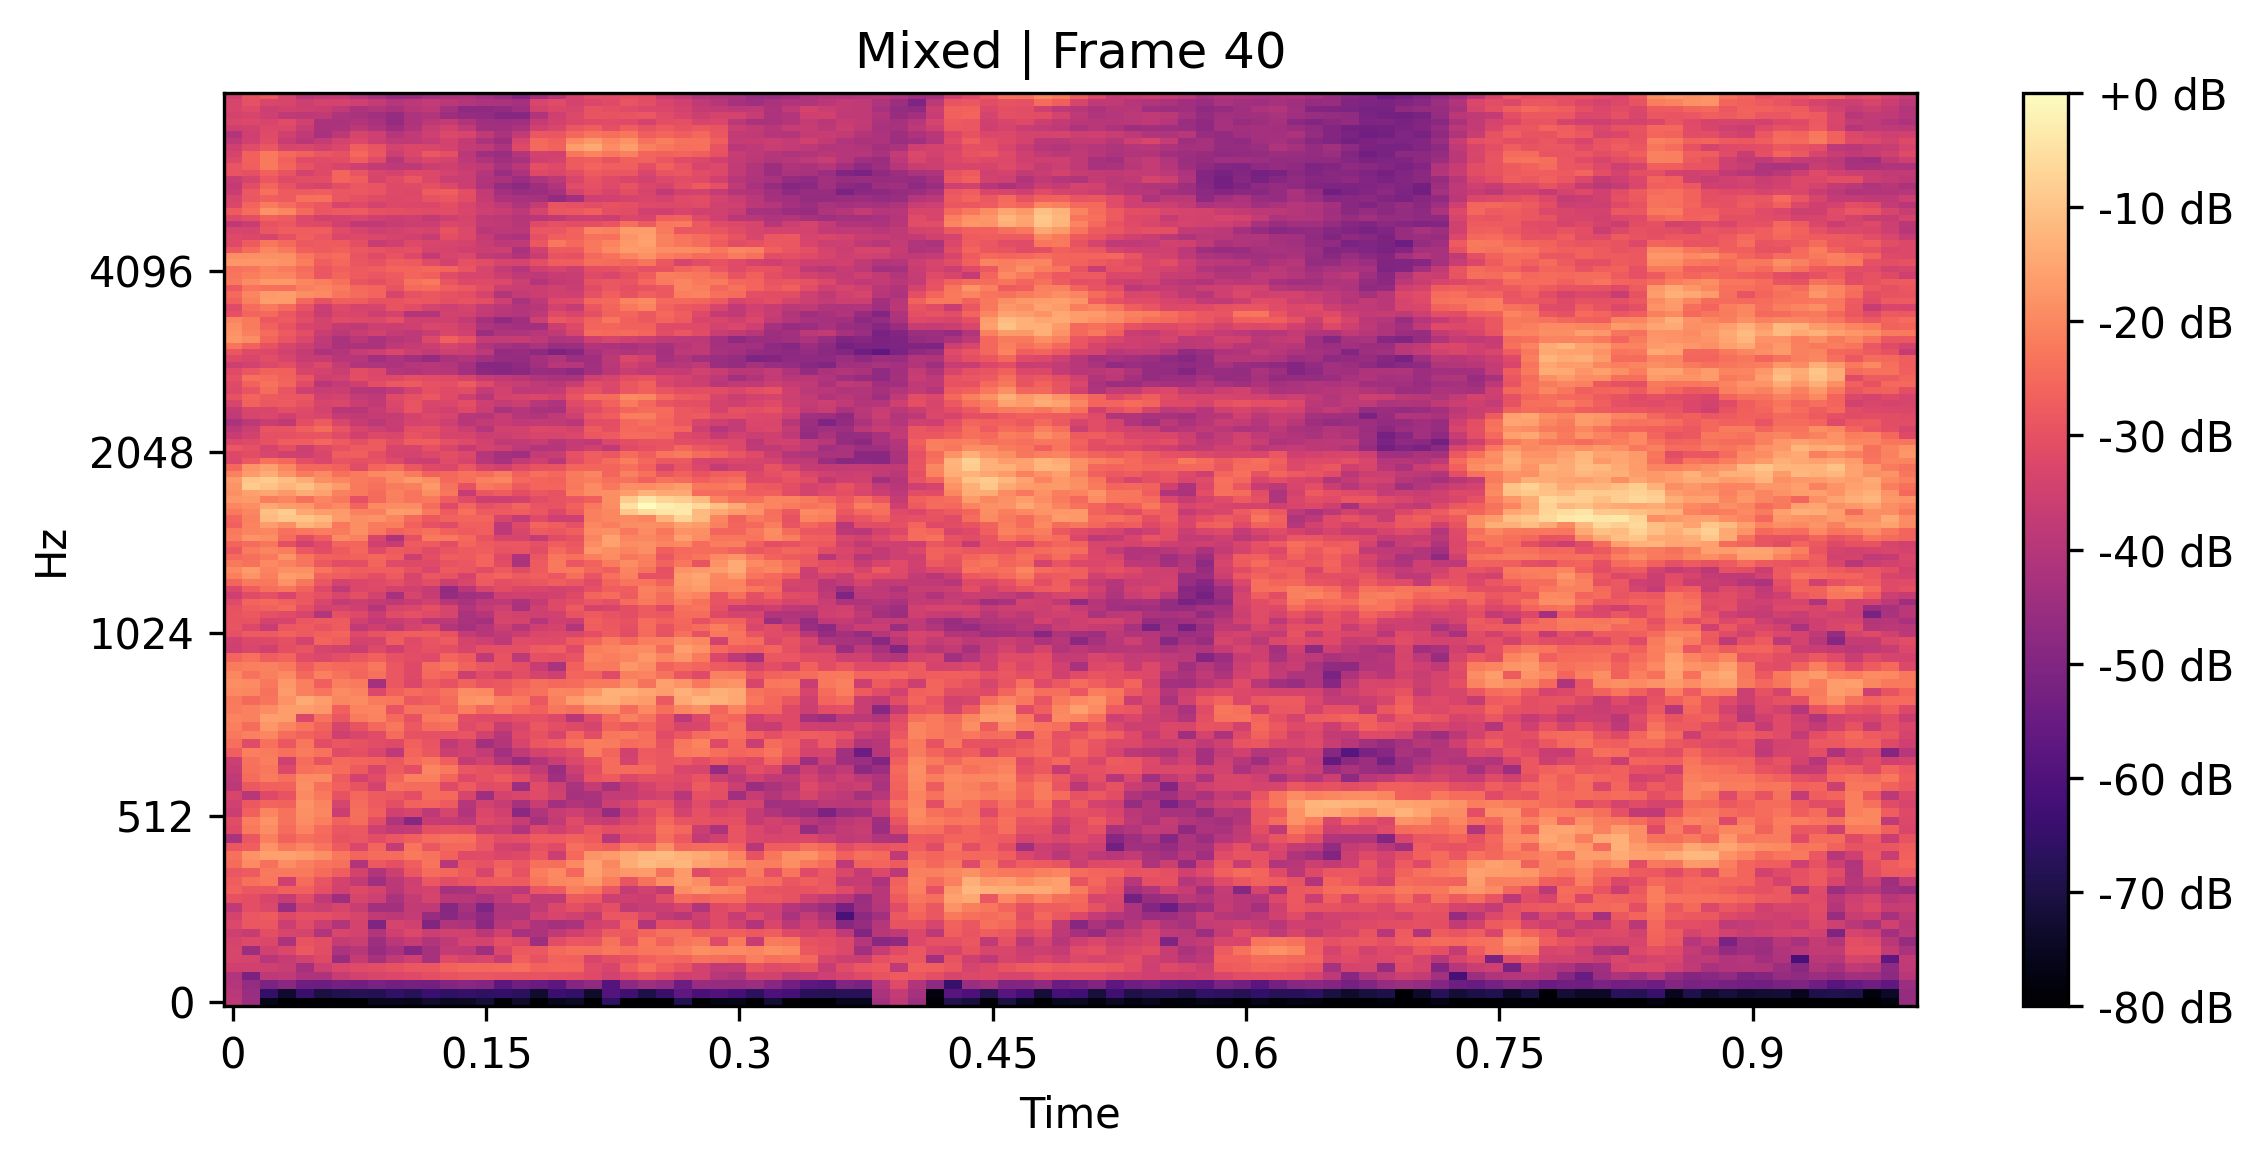 Mixed | Frame 40
+0 dB
-10 dB
-20 dB
-30 dB
-40 dB
-50 dB
-60 dB
-70 dB
-80 dB
Hz
4096
2048
1024
512
0
0 0.15 0.3 0.45 0.6 0.75 0.9
Time